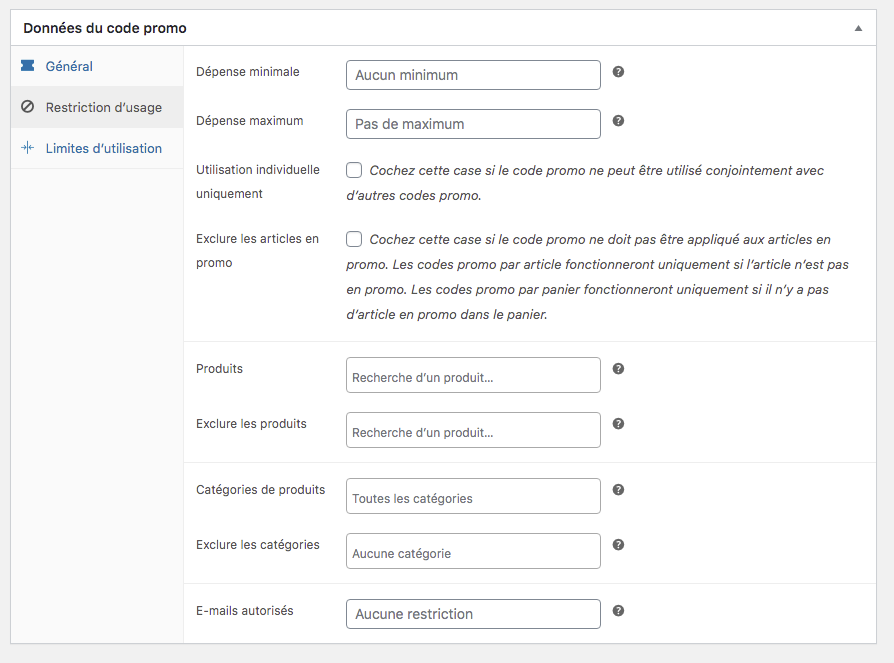 Données du code promo
Général
Restriction d’usage
Limites d’utilisation
Dépense minimale
Aucun minimum
Dépense maximum
Pas de maximum
Utilisation individuelle
uniquement
Cochez cette case si le code promo ne peut être utilisé conjointement avec
d’autres codes promo.
Exclure les articles en
promo
Cochez cette case si le code promo ne doit pas être appliqué aux articles en
promo. Les codes promo par article fonctionneront uniquement si l’article n’est pas
en promo. Les codes promo par panier fonctionneront uniquement si il n’y a pas
d’article en promo dans le panier.
Produits
Recherche d’un produit…
Exclure les produits
Recherche d’un produit…
Catégories de produits
Toutes les catégories
Exclure les catégories
Aucune catégorie
E-mails autorisés
Aucune restriction